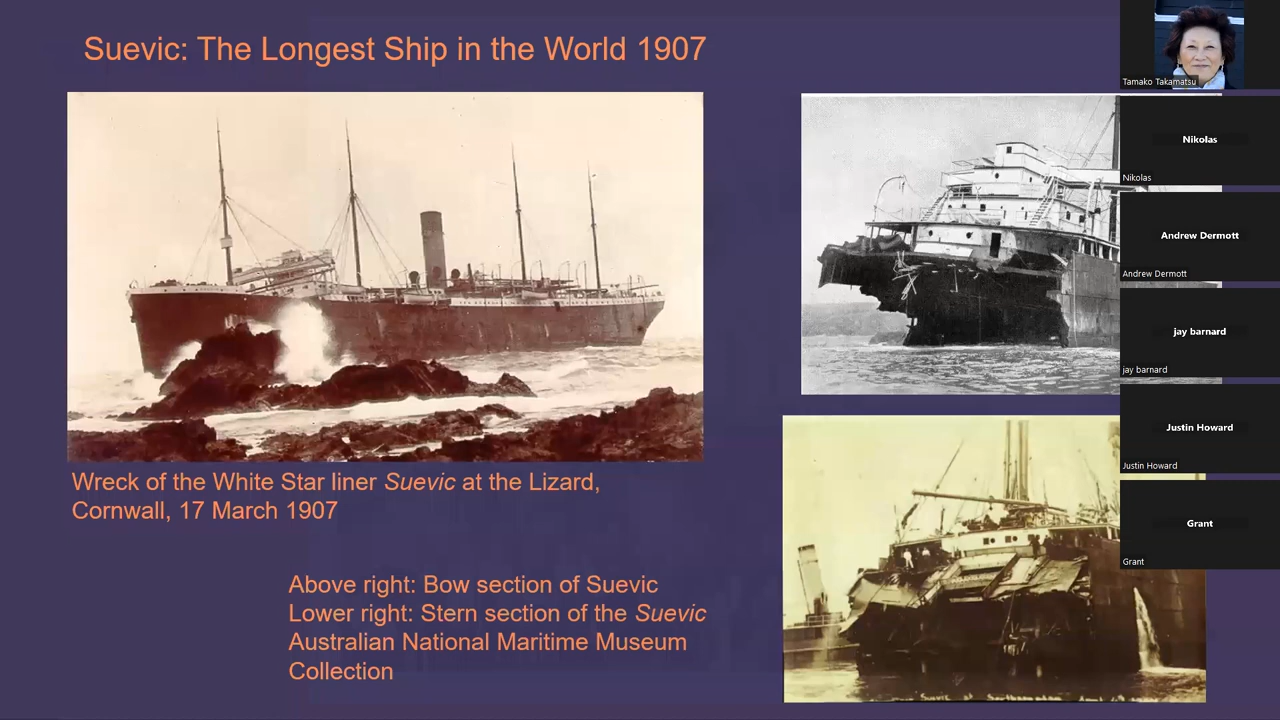 Suevic: The Longest Ship in the World 1907
Wreck of the White Star liner Suevic at the Lizard,
Cornwall, 17 March 1907
Above right: Bow section of Suevic
Lower right: Stern section of the Suevic
Australian National Maritime Museum
Collection
Tamako Takamatsu
Nikolas
Nikolas
Andrew Dermott
Andrew Dermott
jay barnard
jay barnard
Justin Howard
Justin Howard
Grant
Grant